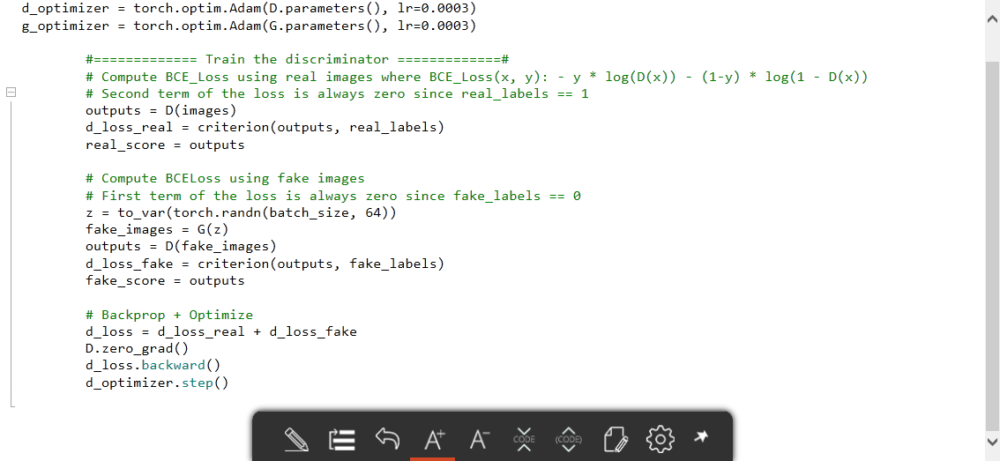 d_optimizer = torch.optim.Adam(D.parameters(), lr=0.0003)
g_optimizer = torch.optim.Adam(G.parameters(), lr=0.0003)
#============= Train the discriminator =============#
# Compute BCE_Loss using real images where BCE_Loss(x, y): - y * log(D(x)) - (1-y) * log(1 - D(x))
# Second term of the loss is always zero since real_labels == 1
outputs = D(images)
d_loss_real = criterion(outputs, real_labels)
real_score = outputs
# Compute BCELoss using fake images
# First term of the loss is always zero since fake_labels == 0
z = to_var(torch.randn(batch_size, 64))
fake_images = G(z)
outputs = D(fake_images)
d_loss_fake = criterion(outputs, fake_labels)
fake_score = outputs
# Backprop + Optimize
d_loss = d_loss_real + d_loss_fake
D.zero_grad()
d_loss.backward()
d_optimizer.step()
A+ A- CODE (CODE)